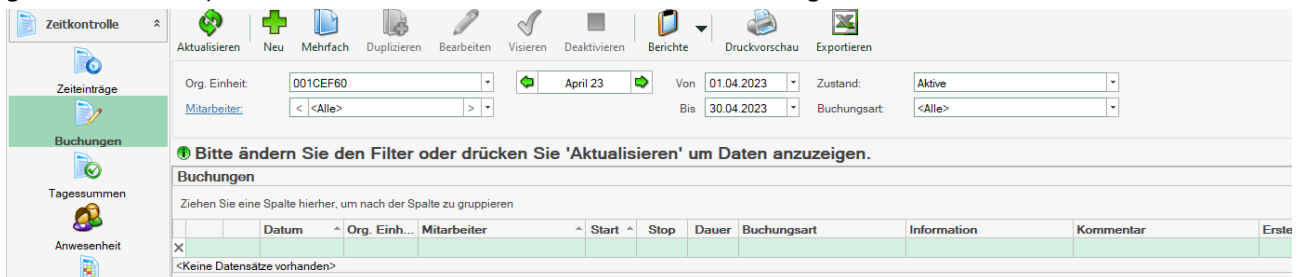 Zeitkontrolle
Aktualisieren Neu Mehrfach Duplizieren Bearbeiten Visieren Deaktivieren Berichte Druckvorschau Exportieren
Zeiteinträge
Buchungen
Tagessummen
Anwesenheit
Org. Einheit: 001CEF60 April 23 Von 01.04.2023 Zustand: Aktive
Mitarbeiter: < <Alle> > Bis 30.04.2023 Buchungsart: <Alle>
Bitte ändern Sie den Filter oder drücken Sie 'Aktualisieren' um Daten anzuzeigen.
Buchungen
Ziehen Sie eine Spalte hierher, um nach der Spalte zu gruppieren
Datum Org. Einh... Mitarbeiter Start Stop Dauer Buchungsart Information Kommentar Erste
<Keine Datensätze vorhanden>